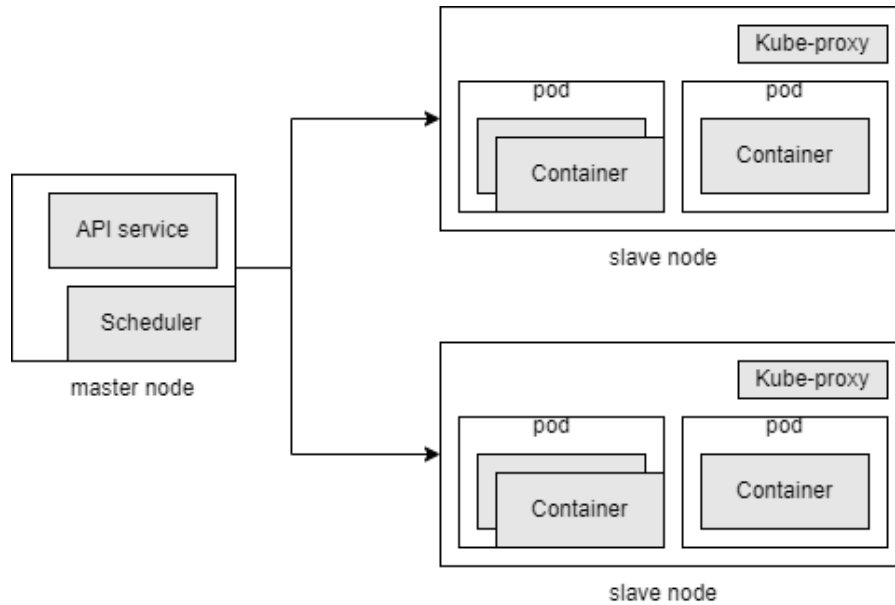 Kube-proxy
pod
pod
Container
Container
slave node
API service
Scheduler
master node
Kube-proxy
pod
pod
Container
Container
slave node